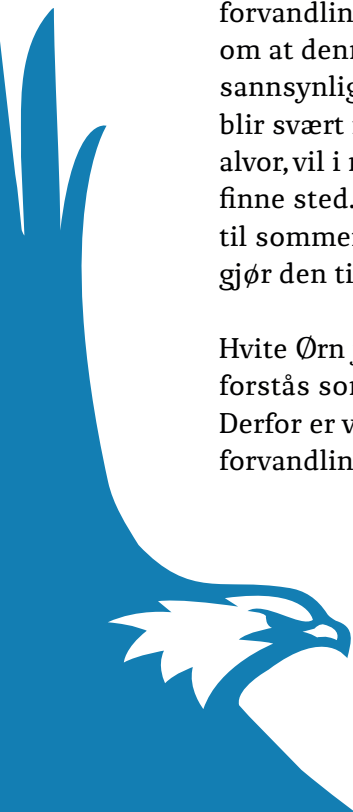 forvandlin
om at denn
sannsynlig
blir svært
alvor, vil i
finne sted.
til sommer
gjør den ti
Hvite Ørn
forstås som
Derfor er v
forvandlin